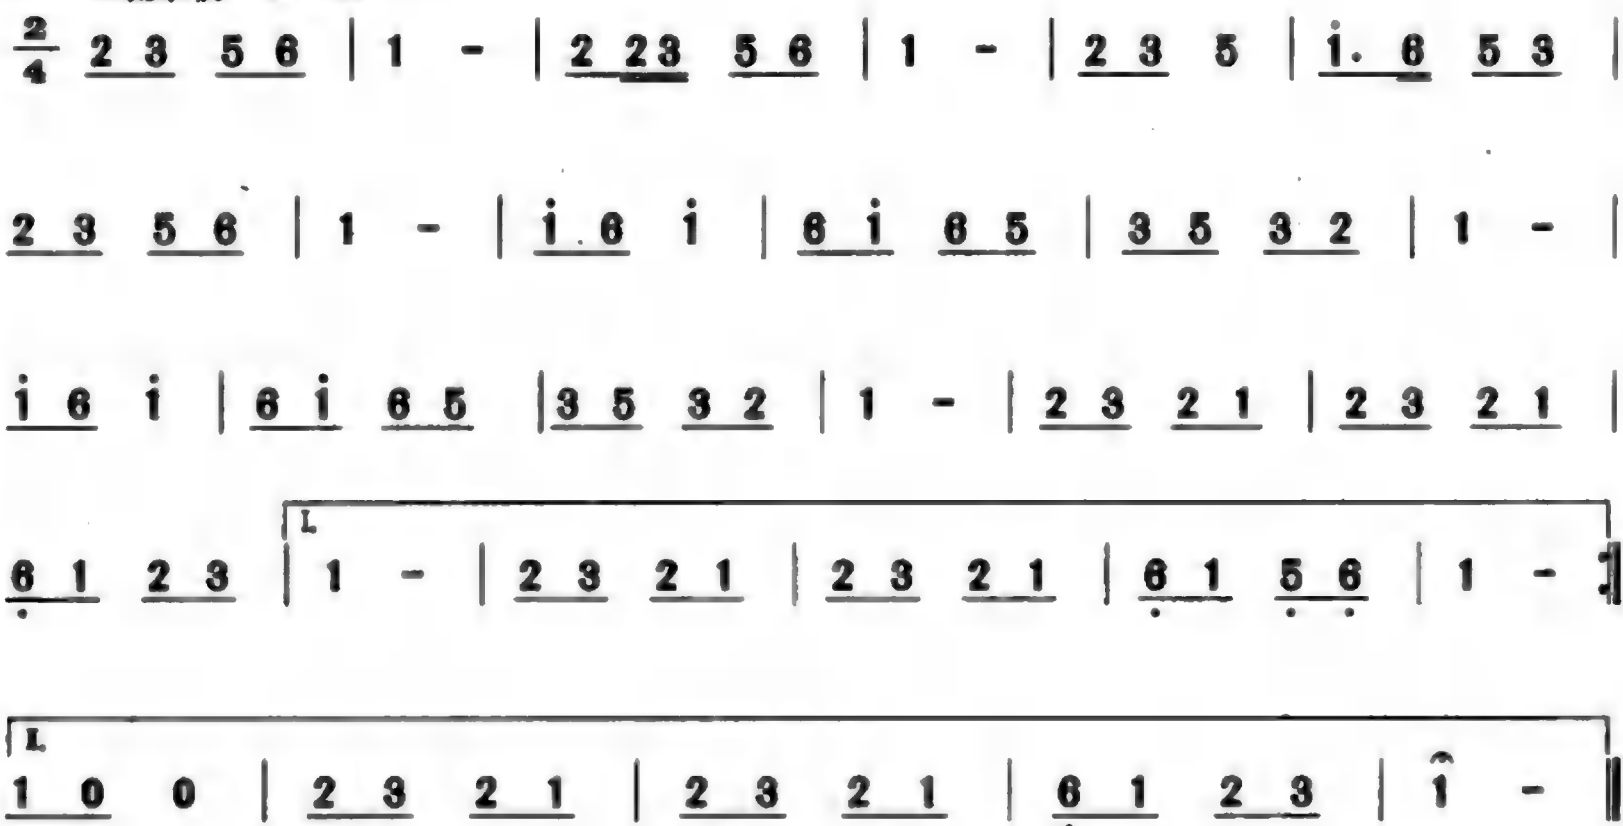 2/4 2 3 5 6 | 1 - | 2 23 5 6 | 1 - | 2 3 5 | i. 6 5 3 |
2 3 5 6 | 1 - | i 6 i | 6 i 6 5 | 3 5 3 2 | 1 - |
i 6 i | 6 i 6 5 | 3 5 3 2 | 1 - | 2 3 2 1 | 2 3 2 1 |
I.
6̣ 1 2 3 | 1 - | 2 3 2 1 | 2 3 2 1 | 6̣ 1 5̣ 6̣ | 1 - :‖
II.
1 0 0 | 2 3 2 1 | 2 3 2 1 | 6̣ 1 2 3 | 1 - ‖